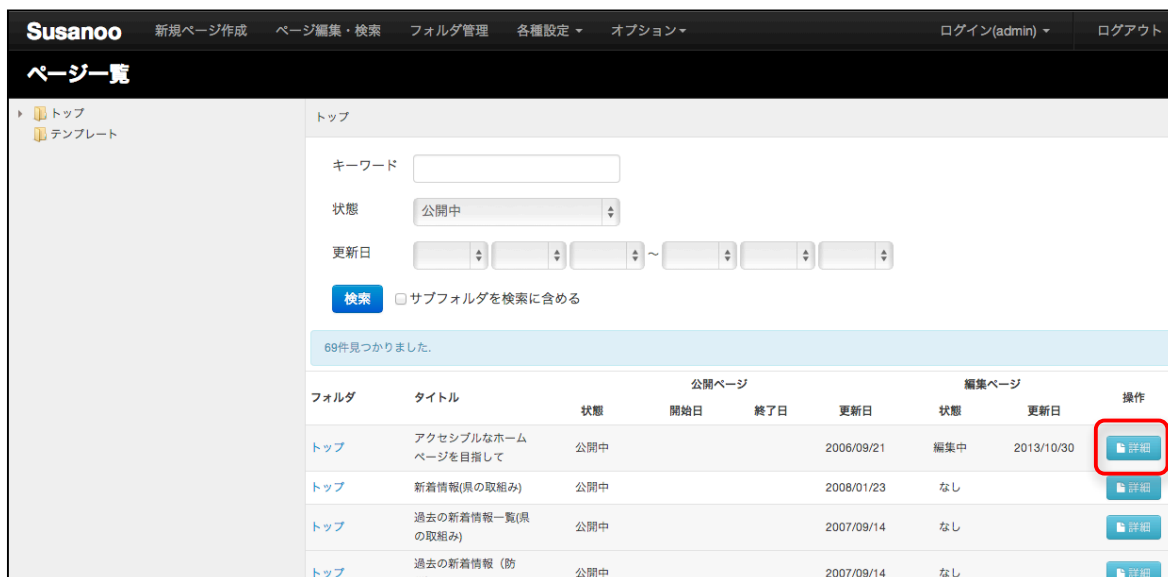 Susanoo 新規ページ作成 ページ編集・検索 フォルダ管理 各種設定 オプション ログイン(admin) ログアウト
ページ一覧
トップ
テンプレート
トップ
キーワード
状態 公開中
更新日 ～
検索 サブフォルダを検索に含める
69件見つかりました.
公開ページ 編集ページ
フォルダ タイトル 操作
状態 開始日 終了日 更新日 状態 更新日
トップ アクセシブルなホーム
ページを目指して 公開中 2006/09/21 編集中 2013/10/30 詳細
トップ 新着情報(県の取組み) 公開中 2008/01/23 なし 詳細
トップ 過去の新着情報一覧(県
の取組み) 公開中 2007/09/14 なし 詳細
過去の新着情報（防
トップ 公開中 2007/09/14 なし 詳細